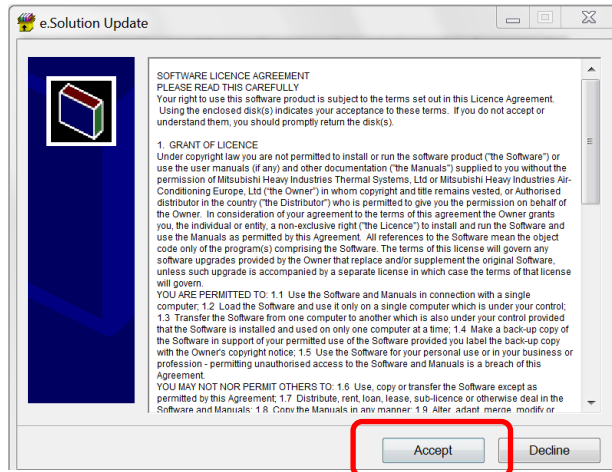 e.Solution Update
SOFTWARE LICENCE AGREEMENT
PLEASE READ THIS CAREFULLY
Your right to use this software product is subject to the terms set out in this Licence Agreement.
Using the enclosed disk(s) indicates your acceptance to these terms. If you do not accept or
understand them, you should promptly return the disk(s).
1. GRANT OF LICENCE
Under copyright law you are not permitted to install or run the software product ("the Software") or
use the user manuals (if any) and other documentation ("the Manuals") supplied to you without the
permission of Mitsubishi Heavy Industries Thermal Systems, Ltd or Mitsubishi Heavy Industries Air-
Conditioning Europe, Ltd ("the Owner") in whom copyright and title remains vested, or Authorised
distributor in the country ("the Distributor") who is permitted to give you the permission on behalf of
the Owner. In consideration of your agreement to the terms of this agreement the Owner grants
you, the individual or entity, a non-exclusive right ("the Licence") to install and run the Software and
use the Manuals as permitted by this Agreement. All references to the Software mean the object
code only of the program(s) comprising the Software. The terms of this license will govern any
software upgrades provided by the Owner that replace and/or supplement the original Software,
unless such upgrade is accompanied by a separate license in which case the terms of that license
will govern.
YOU ARE PERMITTED TO: 1.1 Use the Software and Manuals in connection with a single
computer; 1.2 Load the Software and use it only on a single computer which is under your control;
1.3 Transfer the Software from one computer to another which is also under your control provided
that the Software is installed and used on only one computer at a time; 1.4 Make a back-up copy of
the Software in support of your permitted use of the Software provided you label the back-up copy
with the Owner's copyright notice; 1.5 Use the Software for your personal use or in your business or
profession - permitting unauthorised access to the Software and Manuals is a breach of this
Agreement.
YOU MAY NOT NOR PERMIT OTHERS TO: 1.6 Use, copy or transfer the Software except as
permitted by this Agreement; 1.7 Distribute, rent, loan, lease, sub-licence or otherwise deal in the
Software and Manuals; 1.8 Copy the Manuals in any manner; 1.9 Alter, adapt, merge, modify or
Accept
Decline